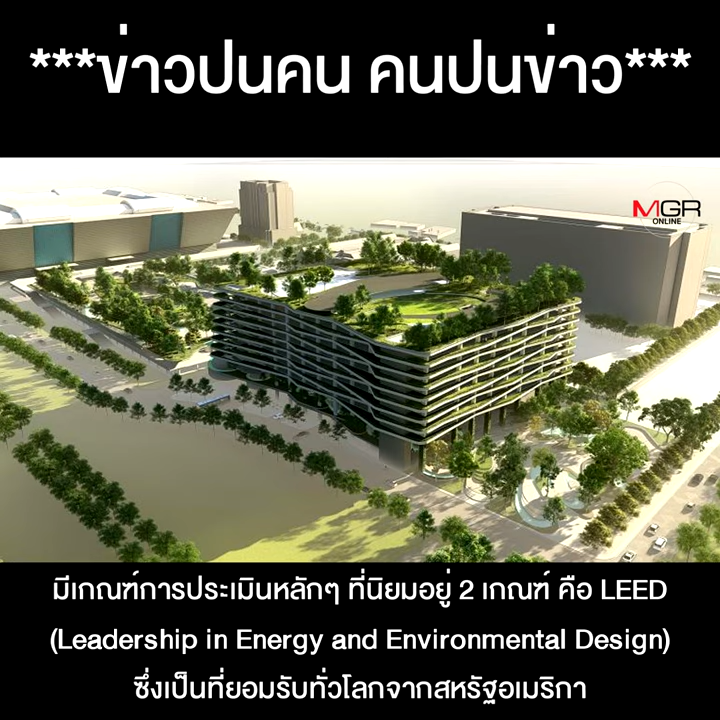 ***ข่าวปนคน คนปนข่าว***
MGR
ONLINE
มีเกณฑ์การประเมินหลักๆ ที่นิยมอยู่ 2 เกณฑ์ คือ LEED
(Leadership in Energy and Environmental Design)
ซึ่งเป็นที่ยอมรับทั่วโลกจากสหรัฐอเมริกา